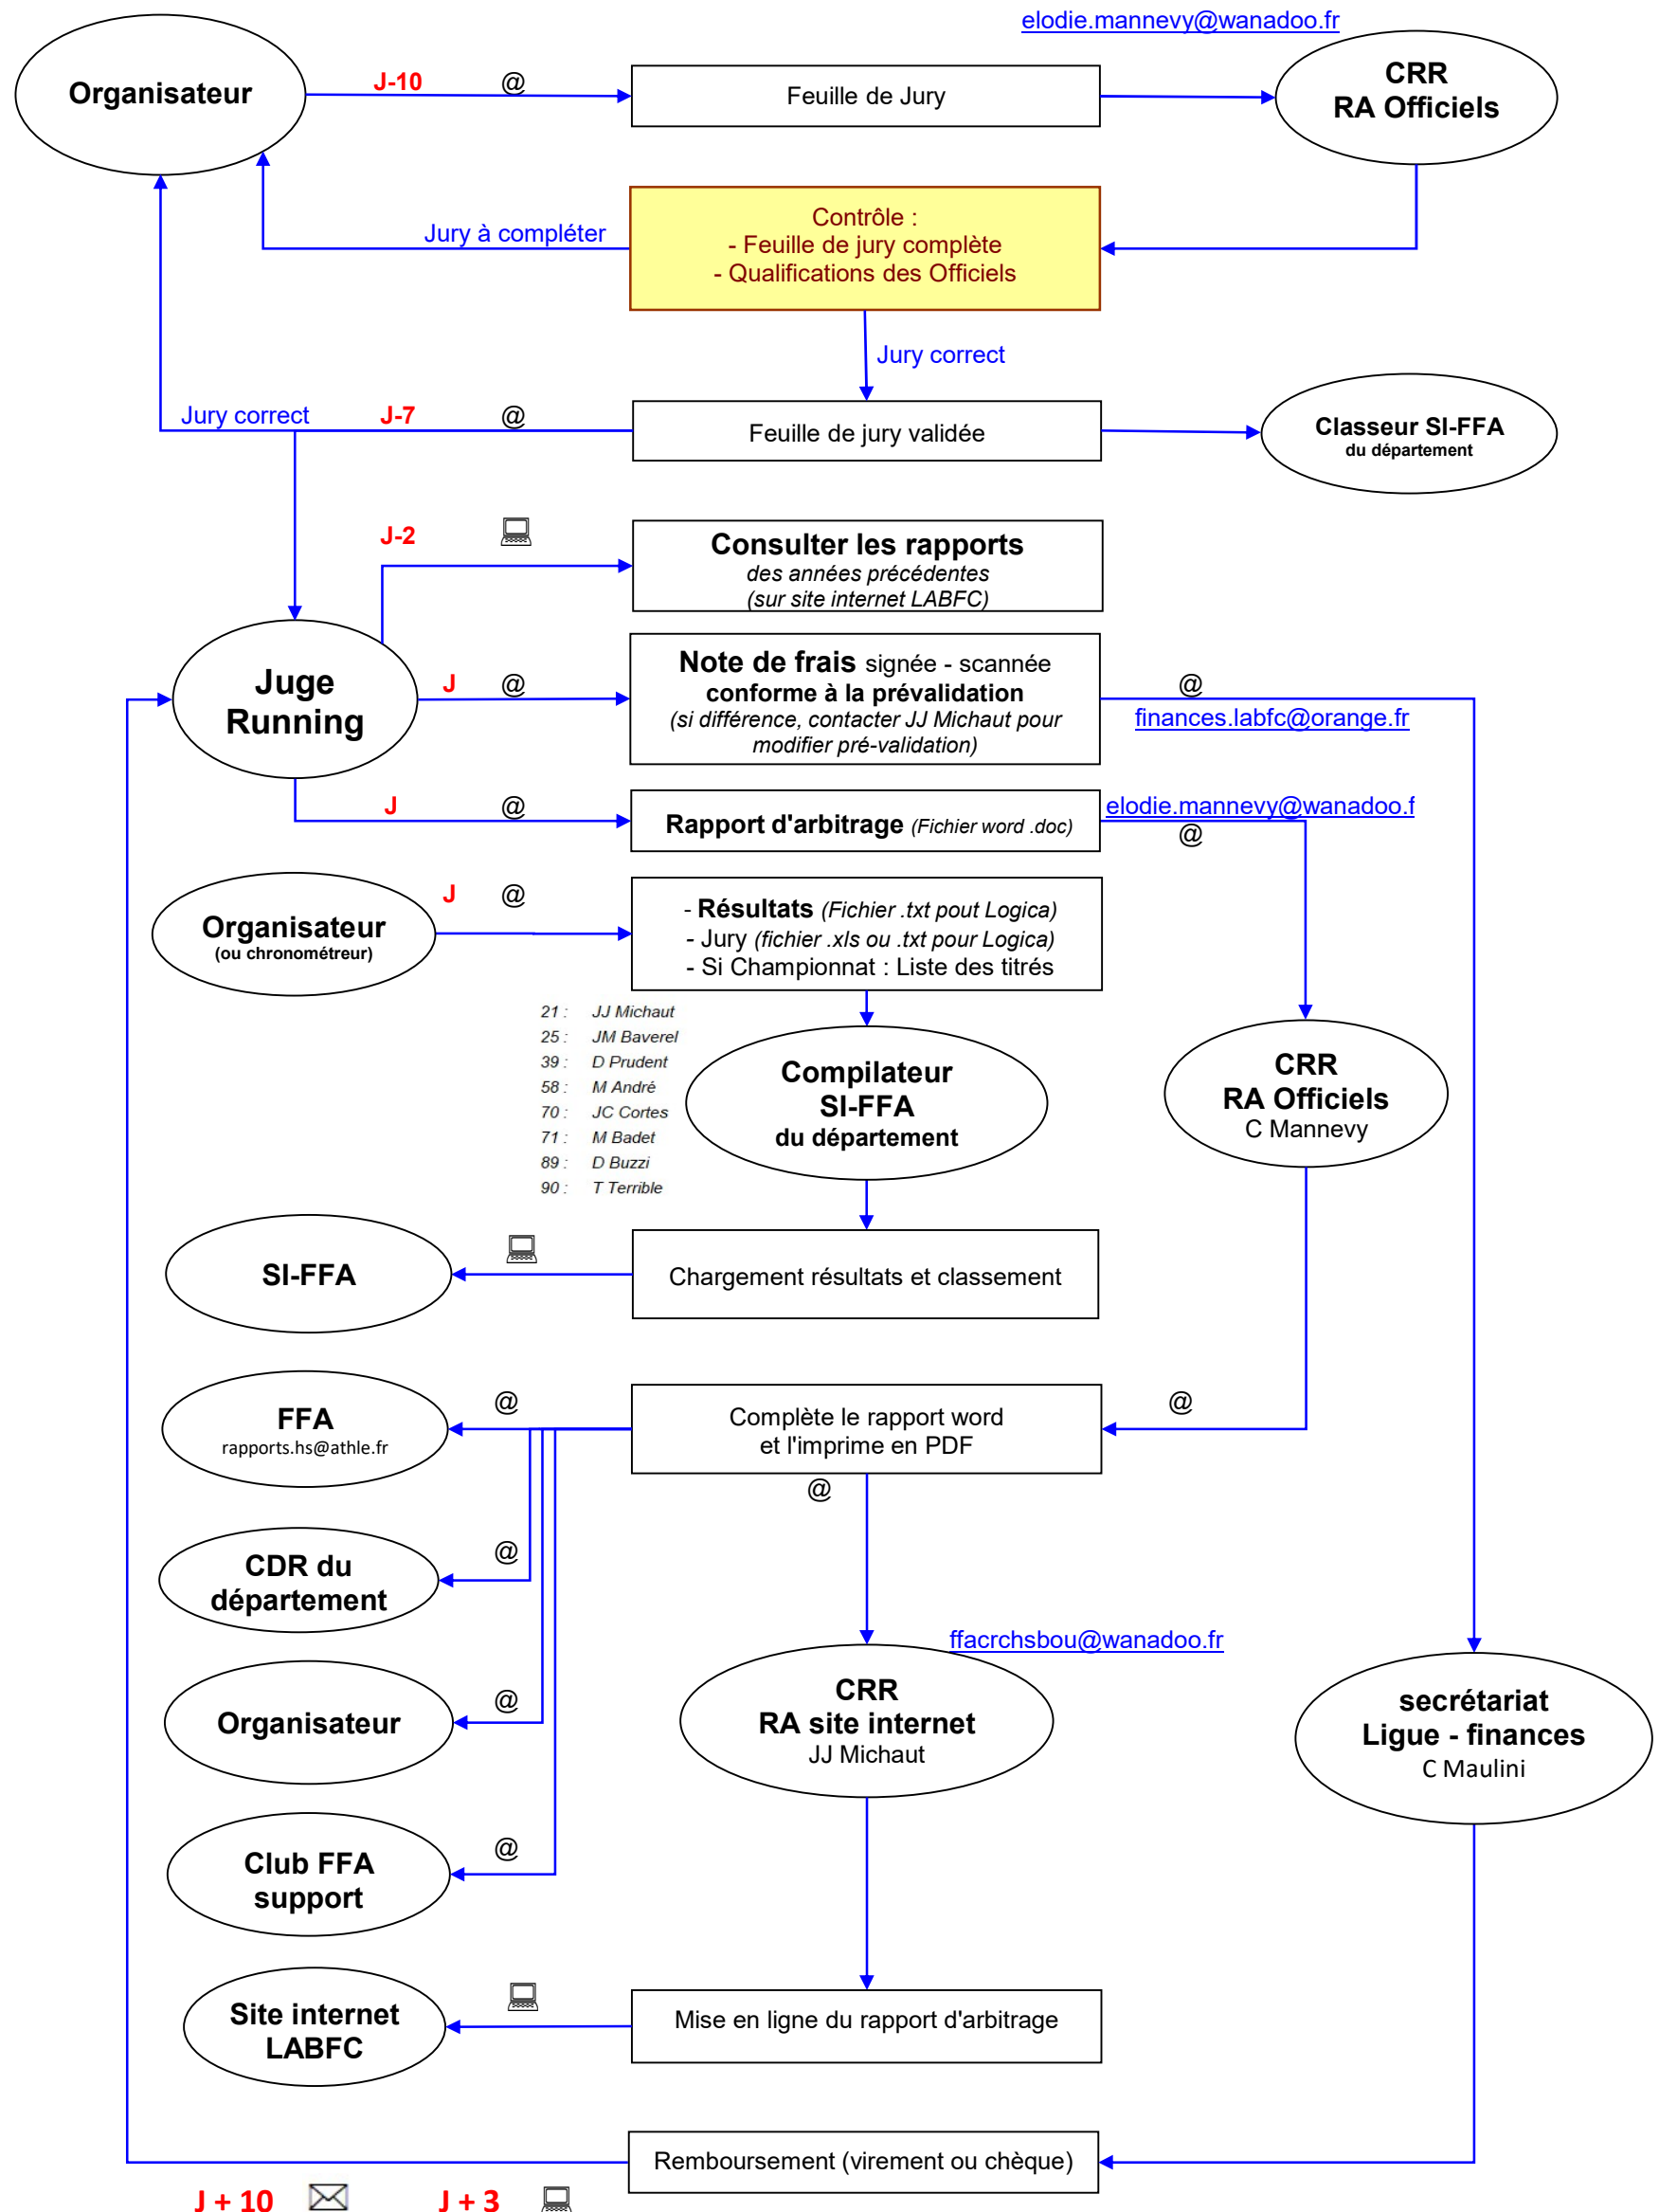 elodie.mannevy@wanadoo.fr
Organisateur
J-10 @
Feuille de Jury
CRR
RA Officiels
Jury à compléter
Contrôle :
- Feuille de jury complète
- Qualifications des Officiels
Jury correct
Jury correct J-7 @
Feuille de jury validée
Classeur SI-FFA
du département
J-2
Consulter les rapports
des années précédentes
(sur site internet LABFC)
Juge
Running
J @
Note de frais signée - scannée
conforme à la prévalidation
(si différence, contacter JJ Michaut pour
modifier pré-validation)
@
finances.labfc@orange.fr
J @
Rapport d'arbitrage (Fichier word .doc)
elodie.mannevy@wanadoo.f
@
Organisateur
(ou chronométreur)
J @
- Résultats (Fichier .txt pout Logica)
- Jury (fichier .xls ou .txt pour Logica)
- Si Championnat : Liste des titrés
21 : JJ Michaut
25 : JM Baverel
39 : D Prudent
58 : M André
70 : JC Cortes
71 : M Badet
89 : D Buzzi
90 : T Terrible
Compilateur
SI-FFA
du département
CRR
RA Officiels
C Mannevy
SI-FFA
Chargement résultats et classement
FFA
rapports.hs@athle.fr
@
Complète le rapport word
et l'imprime en PDF
@
@
CDR du
département
@
ffacrchsbou@wanadoo.fr
Organisateur
@
CRR
RA site internet
JJ Michaut
secrétariat
Ligue - finances
C Maulini
Club FFA
support
@
Site internet
LABFC
Mise en ligne du rapport d'arbitrage
Remboursement (virement ou chèque)
J + 10 J + 3